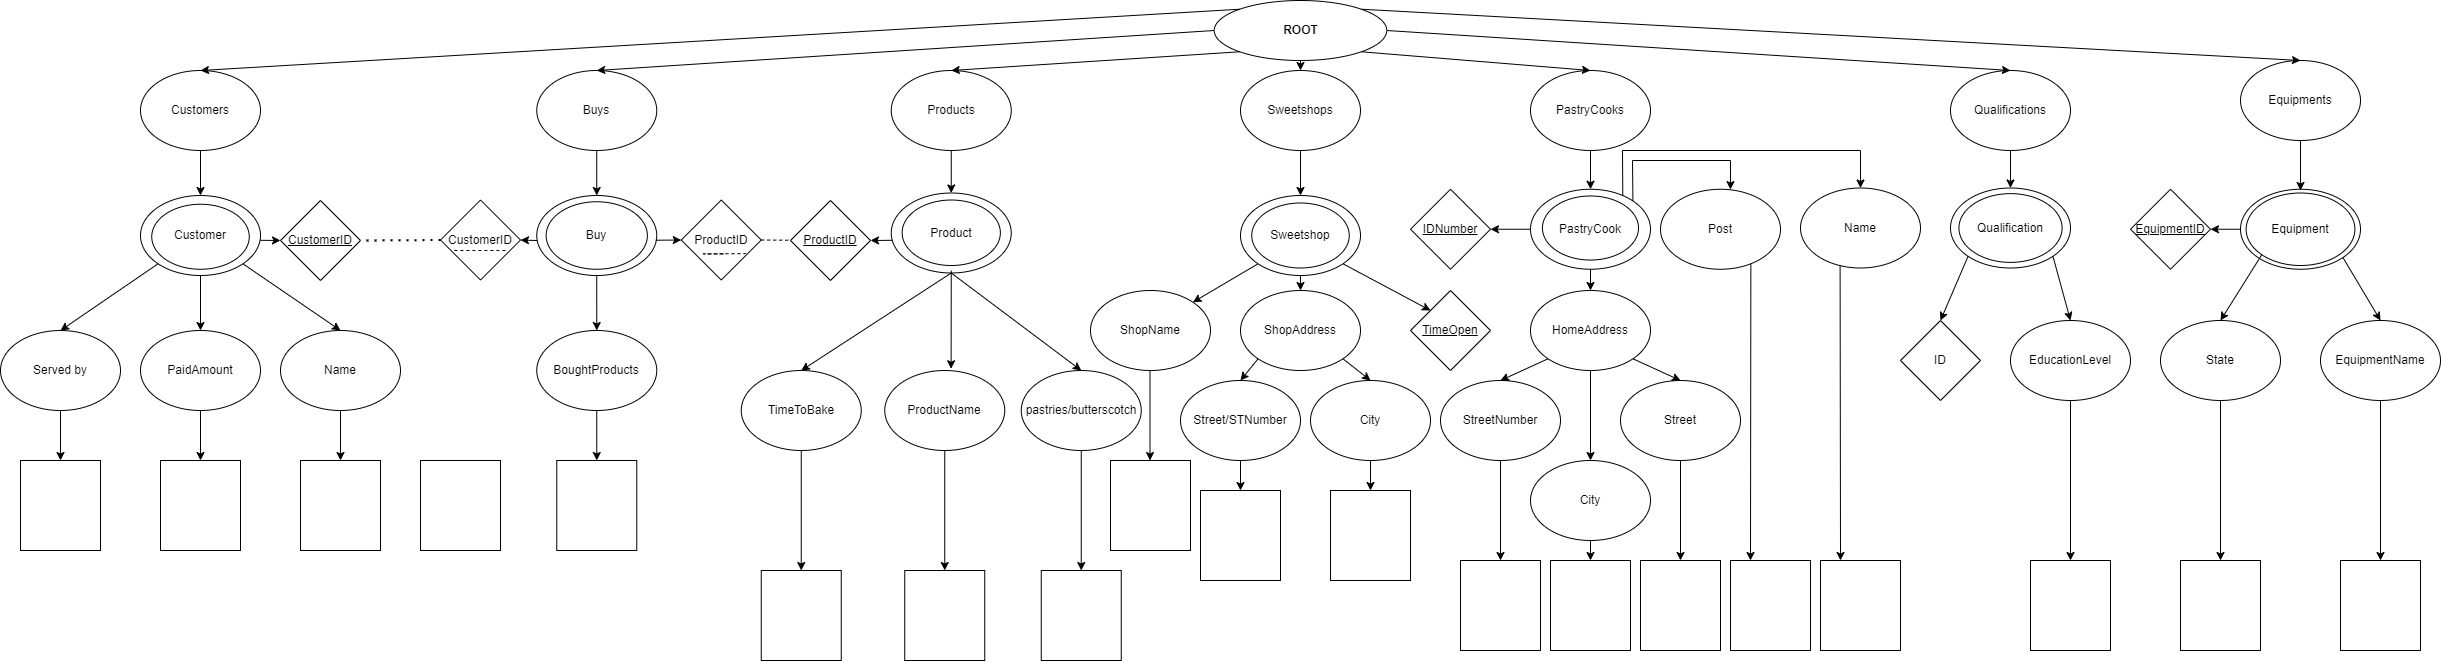 ROOT
Customers
Buys
Products
Sweetshops
PastryCooks
Qualifications
Equipments
Customer
CustomerID
CustomerID
Buy
ProductID
ProductID
Product
Sweetshop
IDNumber
PastryCook
Post
Name
Qualification
EquipmentID
Equipment
ShopName
ShopAddress
TimeOpen
HomeAddress
Served by
PaidAmount
Name
BoughtProducts
ID
EducationLevel
State
EquipmentName
TimeToBake
ProductName
pastries/butterscotch
Street/STNumber
City
StreetNumber
Street
City